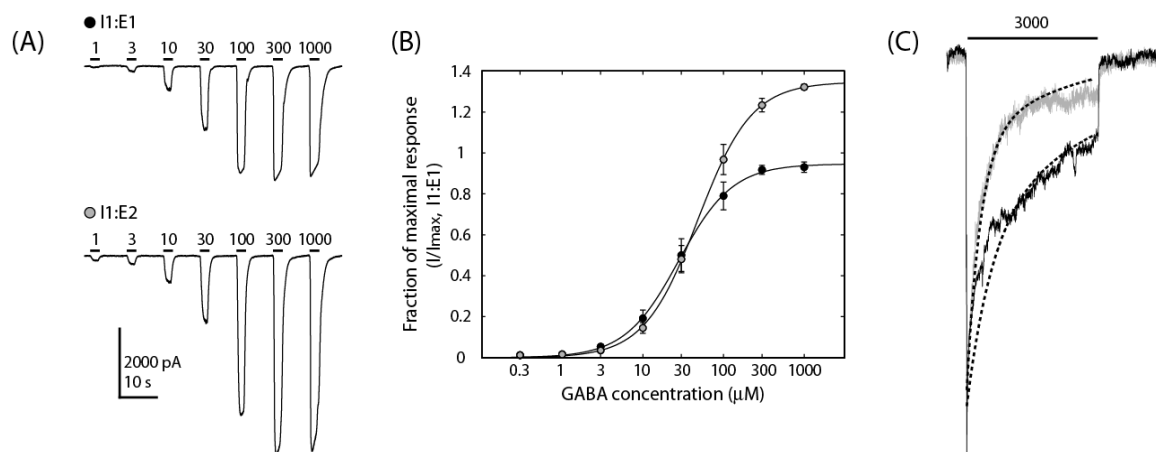 (A)
I1:E1
1 3 10 30 100 300 1000
I1:E2
1 3 10 30 100 300 1000
2000 pA
10 s
(B)
Fraction of maximal response
(I/Imax, I1:E1)
1.4
1.2
1
0.8
0.6
0.4
0.2
0
0.3 1 3 10 30 100 300 1000
GABA concentration (μM)
(C)
3000